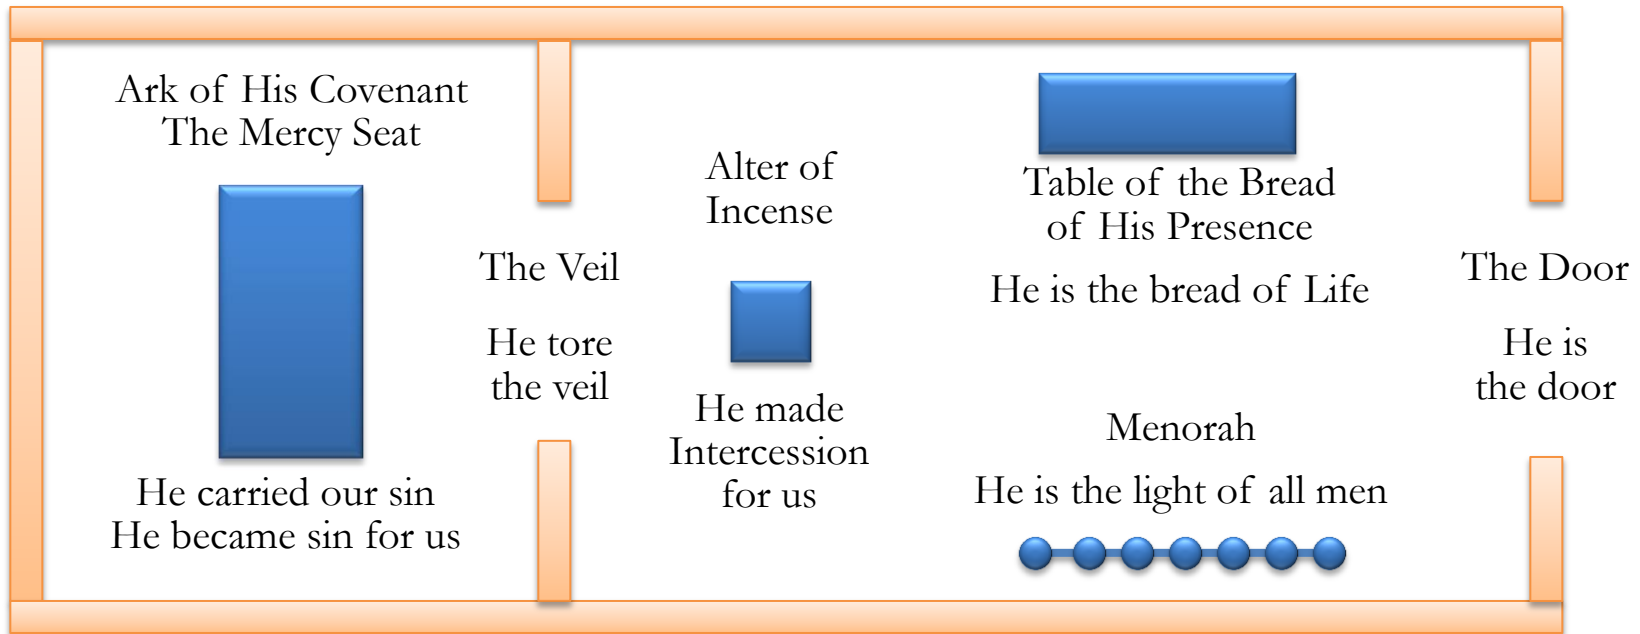 Ark of His Covenant
The Mercy Seat
He carried our sin
He became sin for us
The Veil
He tore
the veil
Alter of
Incense
He made
Intercession
for us
Table of the Bread
of His Presence
He is the bread of Life
Menorah
He is the light of all men
The Door
He is
the door